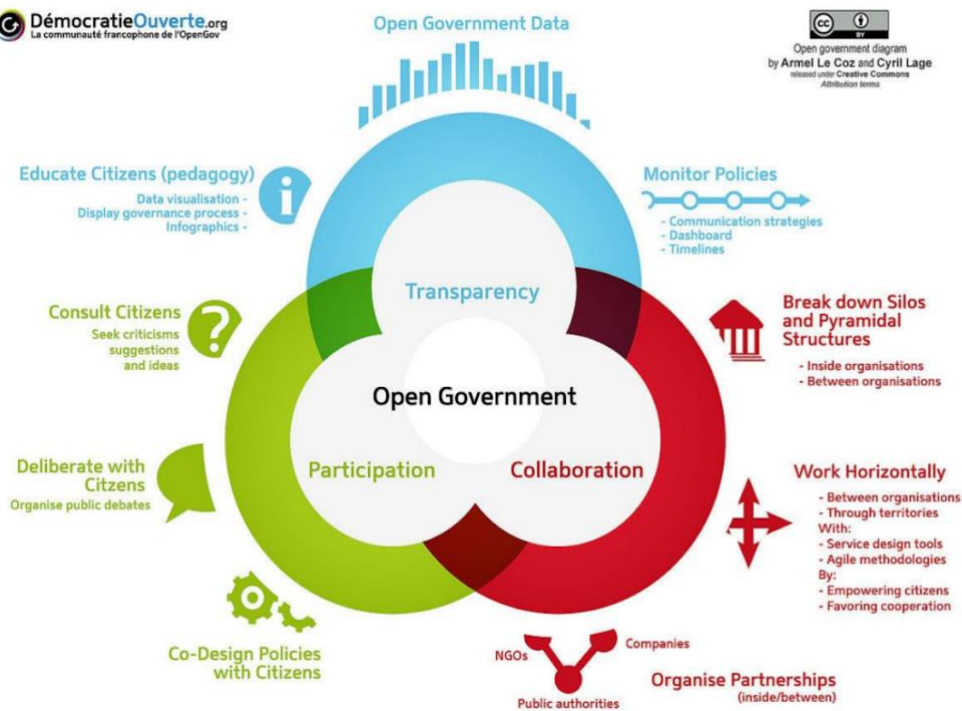 DémocratieOuverte.org
La communauté francophone de l'OpenGov
Open Government Data
CC BY
Open government diagram
by Armel Le Coz and Cyril Lage
released under Creative Commons
Attribution terms
Educate Citizens (pedagogy)
Data visualisation -
Display governance process -
Infographics -
i
Monitor Policies
- Communication strategies
- Dashboard
- Timelines
Transparency
Consult Citizens
Seek criticisms
suggestions
and ideas
?
Break down Silos
and Pyramidal
Structures
- Inside organisations
- Between organisations
Open Government
Participation
Collaboration
Deliberate with
Citzens
Organise public debates
Work Horizontally
- Between organisations
- Through territories
With:
- Service design tools
- Agile methodologies
By:
- Empowering citizens
- Favoring cooperation
Co-Design Policies
with Citizens
NGOs
Companies
Public authorities
Organise Partnerships
(inside/between)